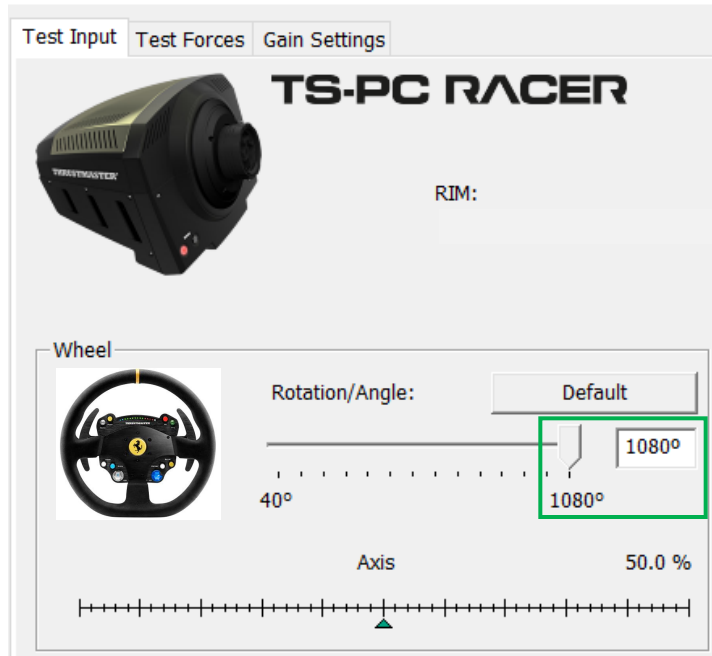 Test Input Test Forces Gain Settings
TS-PC RACER
THRUSTMASTER
RIM:
Wheel
Rotation/Angle: Default
1080º
40º 1080º
Axis 50.0 %